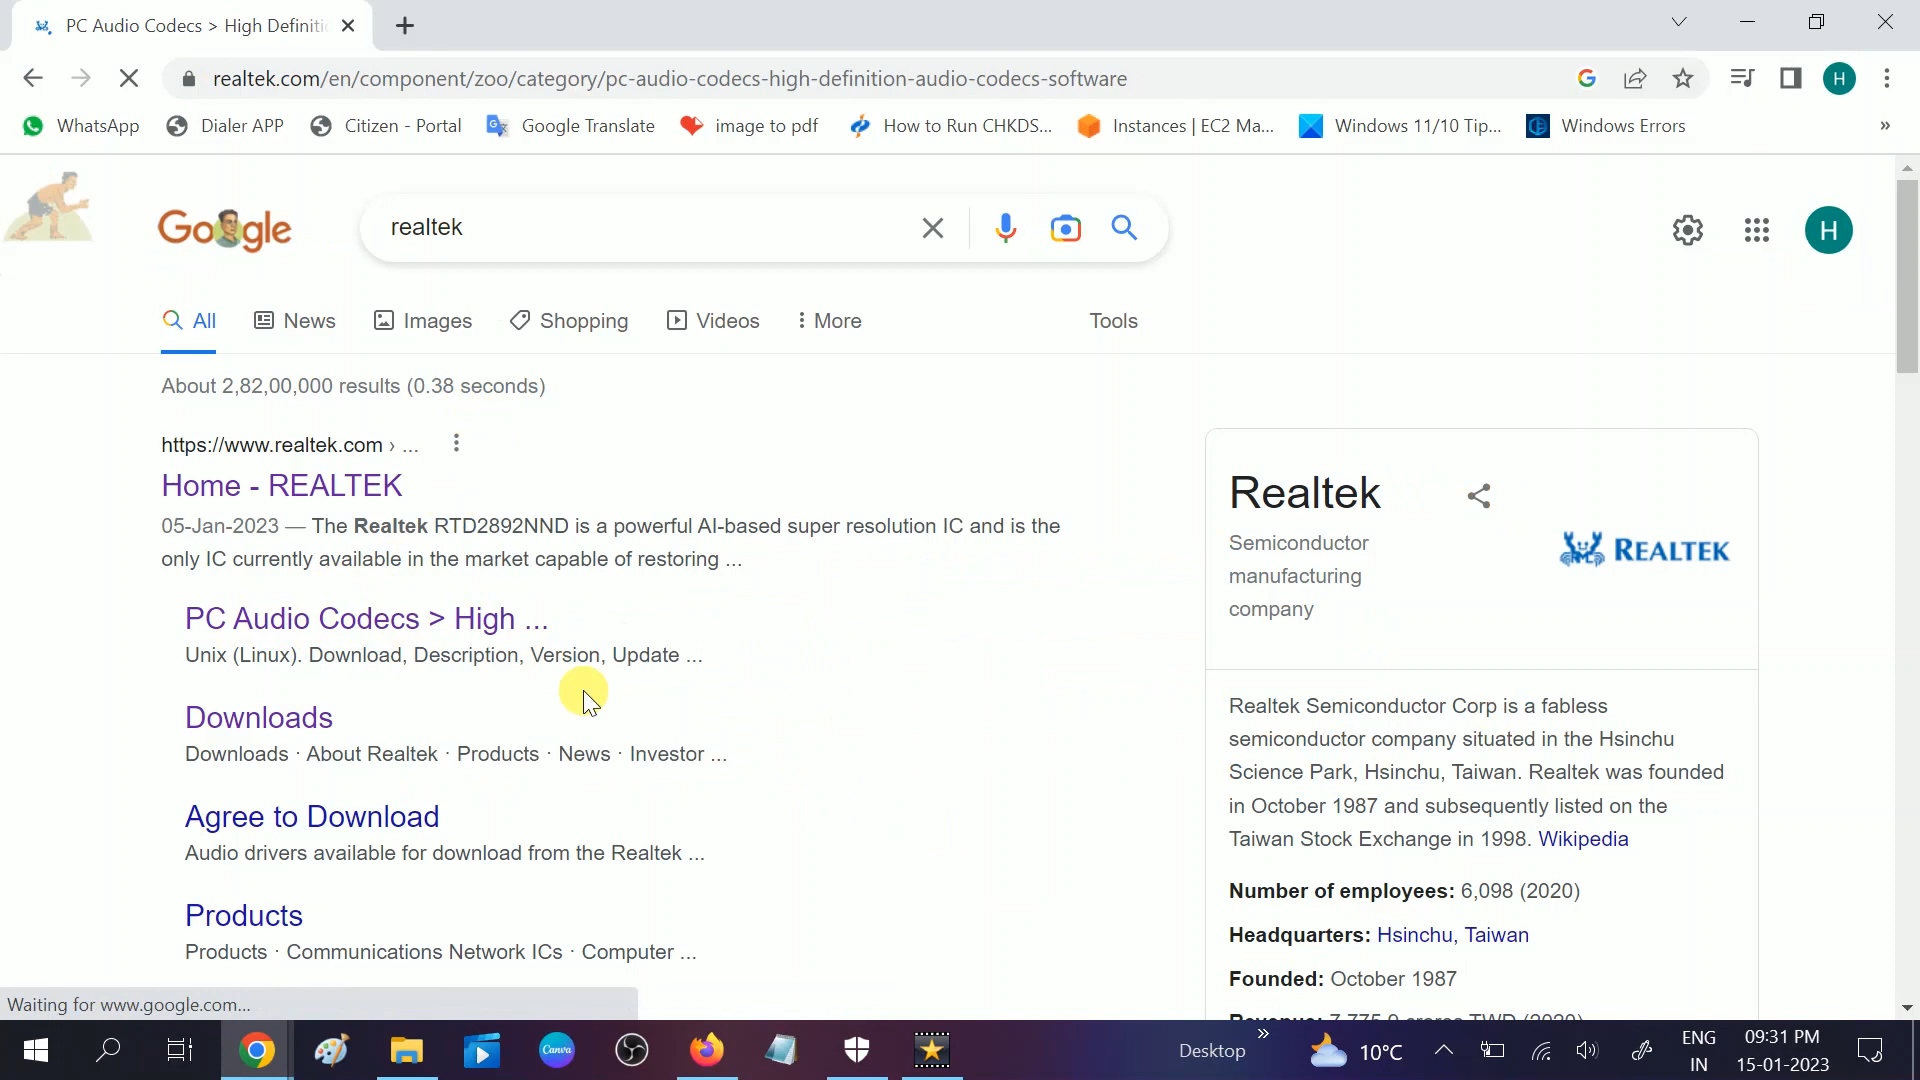 PC Audio Codecs > High Definiti
realtek.com/en/component/zoo/category/pc-audio-codecs-high-definition-audio-codecs-software
H
WhatsApp
Dialer APP
Citizen - Portal
Google Translate
image to pdf
How to Run CHKDS...
Instances | EC2 Ma...
Windows 11/10 Tip...
Windows Errors
»
Google
realtek
H
All
News
Images
Shopping
Videos
More
Tools
About 2,82,00,000 results (0.38 seconds)
https://www.realtek.com › ...
Home - REALTEK
05-Jan-2023 — The Realtek RTD2892NND is a powerful AI-based super resolution IC and is the
only IC currently available in the market capable of restoring ...
PC Audio Codecs > High ...
Unix (Linux). Download, Description, Version, Update ...
Downloads
Downloads · About Realtek · Products · News · Investor ...
Agree to Download
Audio drivers available for download from the Realtek ...
Products
Products · Communications Network ICs · Computer ...
Realtek
Semiconductor
manufacturing
company
REALTEK
Realtek Semiconductor Corp is a fabless
semiconductor company situated in the Hsinchu
Science Park, Hsinchu, Taiwan. Realtek was founded
in October 1987 and subsequently listed on the
Taiwan Stock Exchange in 1998. Wikipedia
Number of employees: 6,098 (2020)
Headquarters: Hsinchu, Taiwan
Founded: October 1987
Revenue: 7,775.9 crores TWD (2020)
Waiting for www.google.com...
Canva
Desktop
»
10°C
ENG
IN
09:31 PM
15-01-2023